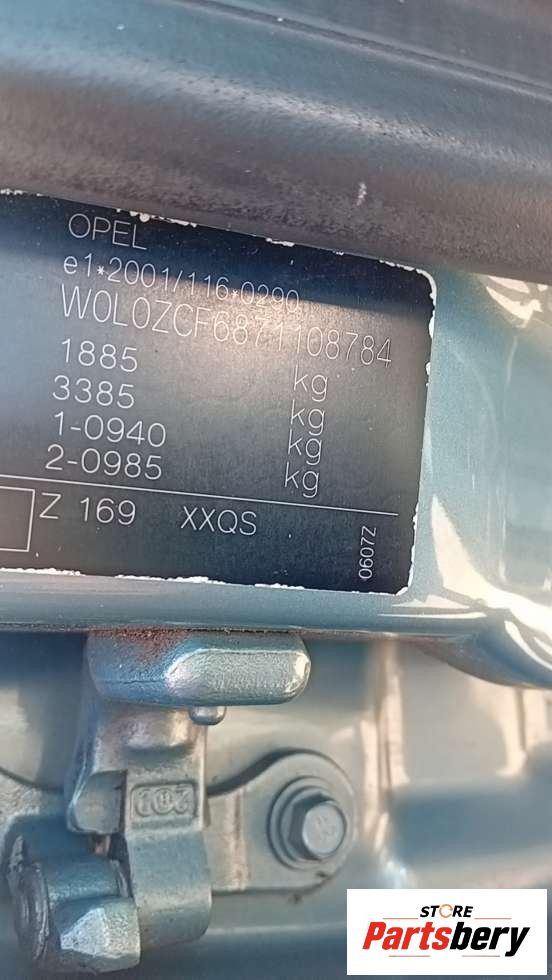 OPEL
e1*2001/116*0290
W0L0ZCF6871108784
1885 kg
3385 kg
1-0940 kg
2-0985 kg
Z 169 XXQS
0607Z
STORE
Partsbery